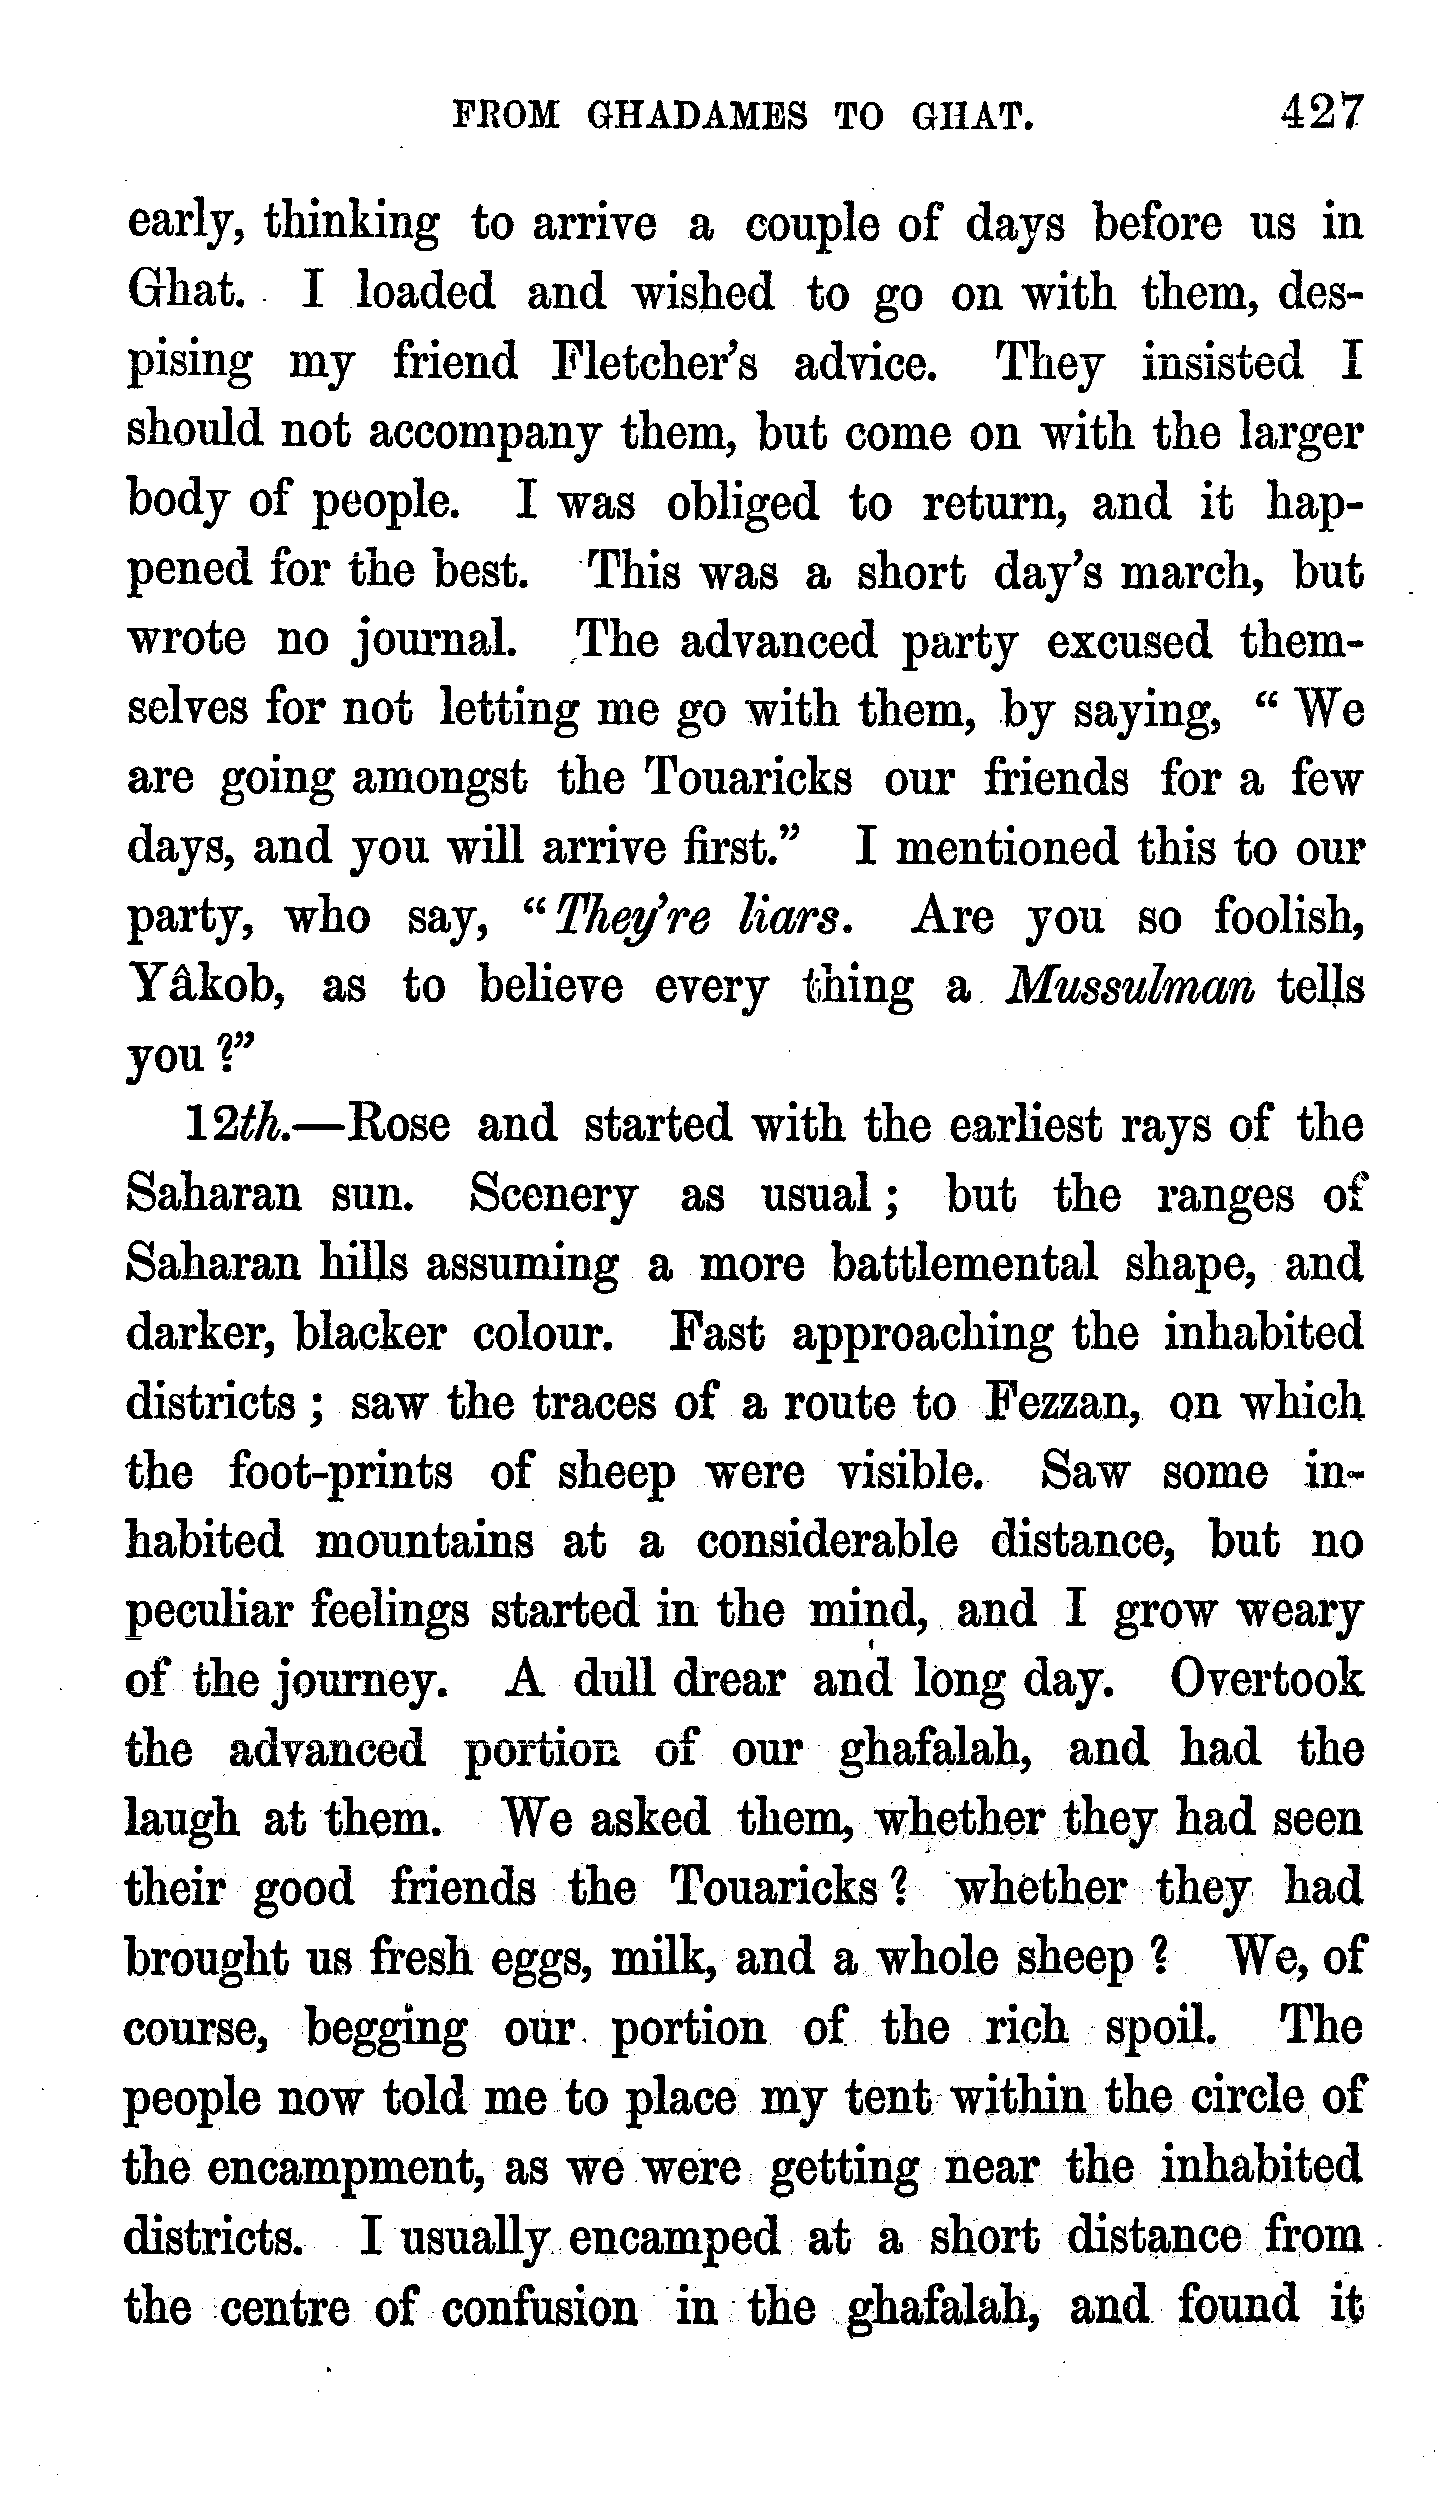 FROM GHADAMES TO GHAT. 427
early, thinking to arrive a couple of days before us in
Ghat. I loaded and wished to go on with them, des-
pising my friend Fletcher's advice. They insisted I
should not accompany them, but come on with the larger
body of people. I was obliged to return, and it hap-
pened for the best. This was a short day's march, but
wrote no journal. The advanced party excused them-
selves for not letting me go with them, by saying, “ We
are going amongst the Touaricks our friends for a few
days, and you will arrive first.” I mentioned this to our
party, who say, “They're liars. Are you so foolish,
Yâkob, as to believe every thing a Mussulman tells
you ?”
12th.—Rose and started with the earliest rays of the
Saharan sun. Scenery as usual ; but the ranges of
Saharan hills assuming a more battlemental shape, and
darker, blacker colour. Fast approaching the inhabited
districts ; saw the traces of a route to Fezzan, on which
the foot-prints of sheep were visible. Saw some in-
habited mountains at a considerable distance, but no
peculiar feelings started in the mind, and I grow weary
of the journey. A dull drear and long day. Overtook
the advanced portion of our ghafalah, and had the
laugh at them. We asked them, whether they had seen
their good friends the Touaricks ? whether they had
brought us fresh eggs, milk, and a whole sheep ? We, of
course, begging our portion of the rich spoil. The
people now told me to place my tent within the circle of
the encampment, as we were getting near the inhabited
districts. I usually encamped at a short distance from
the centre of confusion in the ghafalah, and found it